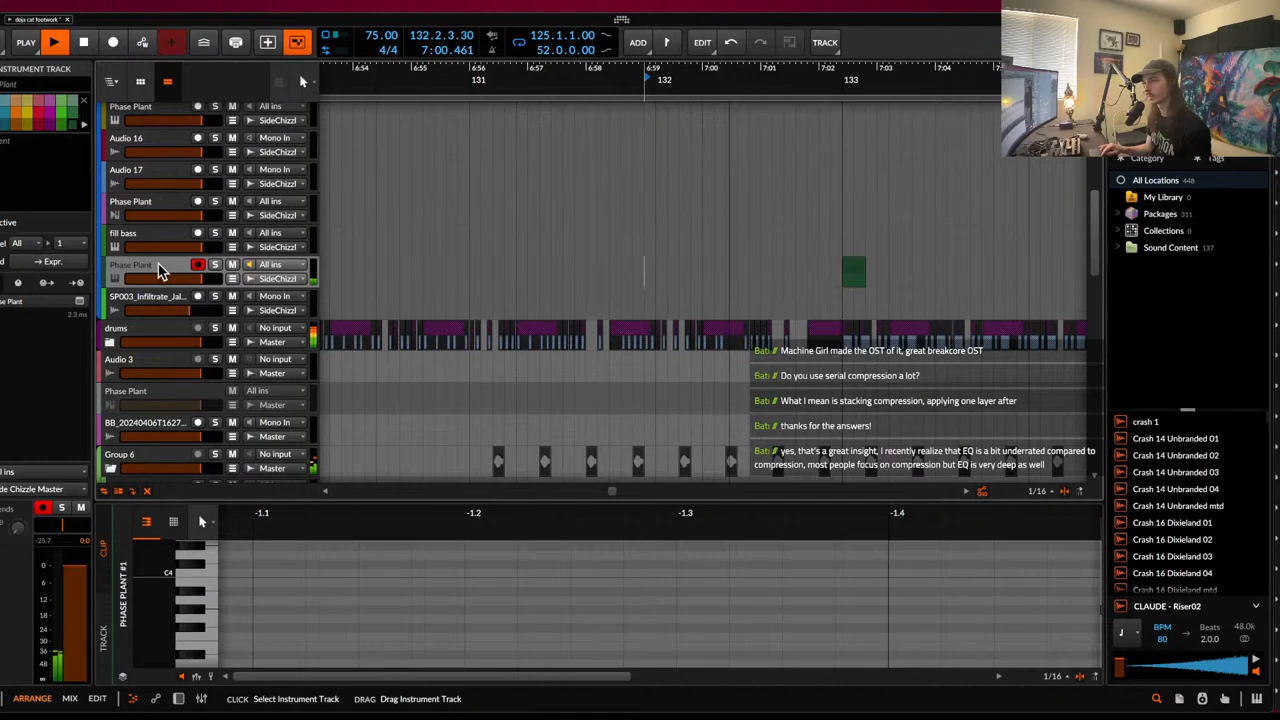 doja cat footwork* ×
PLAY 75.00 132.2.3.30 125.1.1.00 ADD EDIT TRACK
4/4 7:00.461 52.0.0.00
INSTRUMENT TRACK
Plant
6:54 6:55 6:56 6:57 6:58 6:59 7:00 7:01 7:02 7:03 7:04
131 132 133
Phase Plant All ins
SideChizzl
Audio 16 S M Mono In
SideChizzl
Audio 17 S M Mono In
SideChizzl
Phase Plant S M All ins
SideChizzl
fill bass S M All ins
SideChizzl
Phase Plant S M All ins
SideChizzl
SP003_Infiltrate_Jal... S M Mono In
SideChizzl
drums S M No input
Master
Audio 3 S M No input
Master
Phase Plant All ins
Master
BB_20240406T1627... S M Mono In
Master
Group 6 S M No input
Master
ctive
el All 1
→ Expr.
se Plant
2.3 ms
Il ins
de Chizzle Master
S M
ends
-25.7 0.0
0
6
12
18
24
30
36
48
Bati // Machine Girl made the OST of it, great breakcore OST
Bati // Do you use serial compression a lot?
Bati // What I mean is stacking compression, applying one layer after
Bati // thanks for the answers!
Bati // yes, that's a great insight, I recently realize that EQ is a bit underrated compared to
compression, most people focus on compression but EQ is very deep as well
1/16
-1.1 -1.2 -1.3 -1.4
CLIP
TRACK
PHASE PLANT #1
C4
1/16
Category Tags
All Locations 448
My Library 0
Packages 311
Collections 0
Sound Content 137
crash 1
Crash 14 Unbranded 01
Crash 14 Unbranded 02
Crash 14 Unbranded 03
Crash 14 Unbranded 04
Crash 14 Unbranded mtd
Crash 16 Dixieland 01
Crash 16 Dixieland 02
Crash 16 Dixieland 03
Crash 16 Dixieland 04
Crash 16 Dixieland mtd
CLAUDE - Riser02
BPM Beats 48.0k
80 2.0.0
ARRANGE MIX EDIT CLICK Select Instrument Track DRAG Drag Instrument Track